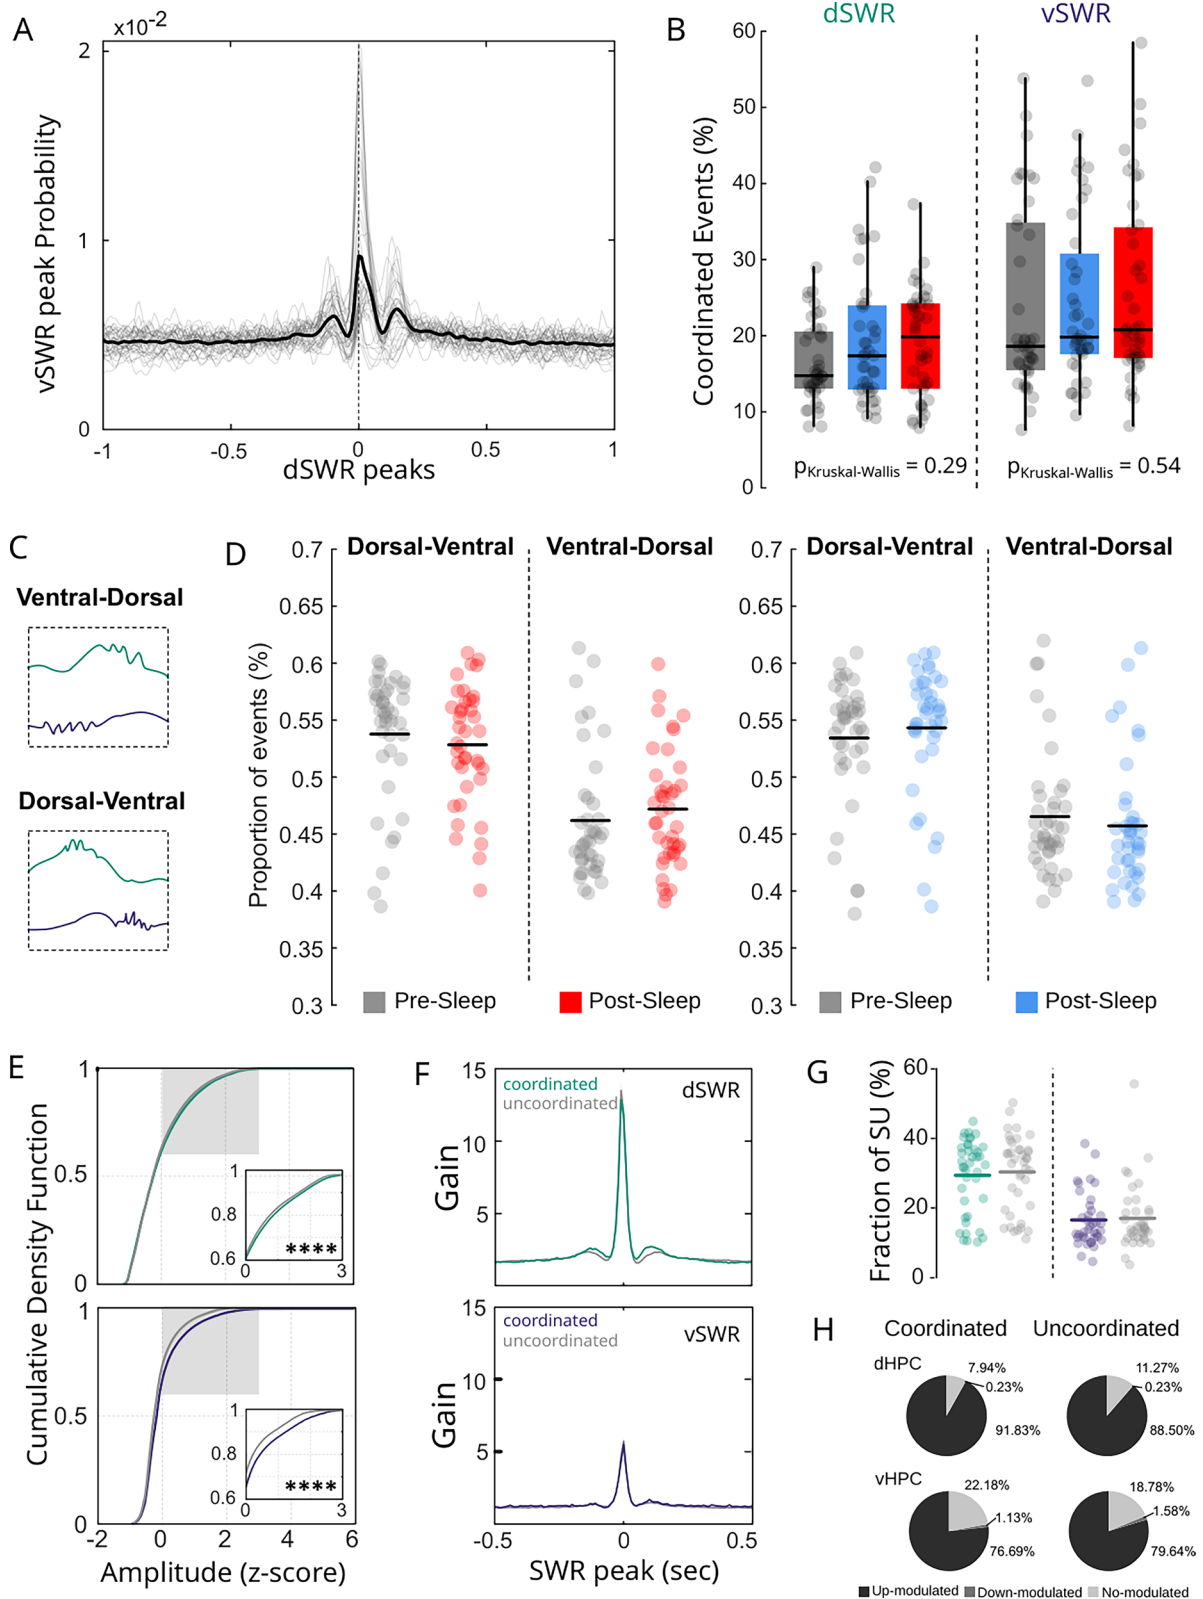 A
x10⁻²
2
1
0
vSWR peak Probability
-1
-0.5
0
0.5
1
dSWR peaks
B
dSWR
vSWR
60
50
40
30
20
10
0
Coordinated Events (%)
pKruskal-Wallis = 0.29
pKruskal-Wallis = 0.54
C
Ventral-Dorsal
Dorsal-Ventral
D
Dorsal-Ventral
Ventral-Dorsal
0.7
0.65
0.6
0.55
0.5
0.45
0.4
0.35
0.3
Proportion of events (%)
Pre-Sleep
Post-Sleep
Dorsal-Ventral
Ventral-Dorsal
0.7
0.65
0.6
0.55
0.5
0.45
0.4
0.35
0.3
Pre-Sleep
Post-Sleep
E
Cumulative Density Function
1
0.5
0
1
0.8
0.6
0
3
****
1
0.5
0
1
0.8
0.6
0
3
****
-2
0
2
4
6
Amplitude (z-score)
F
15
10
5
Gain
coordinated
uncoordinated
dSWR
15
10
5
Gain
coordinated
uncoordinated
vSWR
-0.5
0
0.5
SWR peak (sec)
G
60
40
20
0
Fraction of SU (%)
H
Coordinated
Uncoordinated
dHPC
7.94%
0.23%
91.83%
11.27%
0.23%
88.50%
vHPC
22.18%
1.13%
76.69%
18.78%
1.58%
79.64%
Up-modulated
Down-modulated
No-modulated